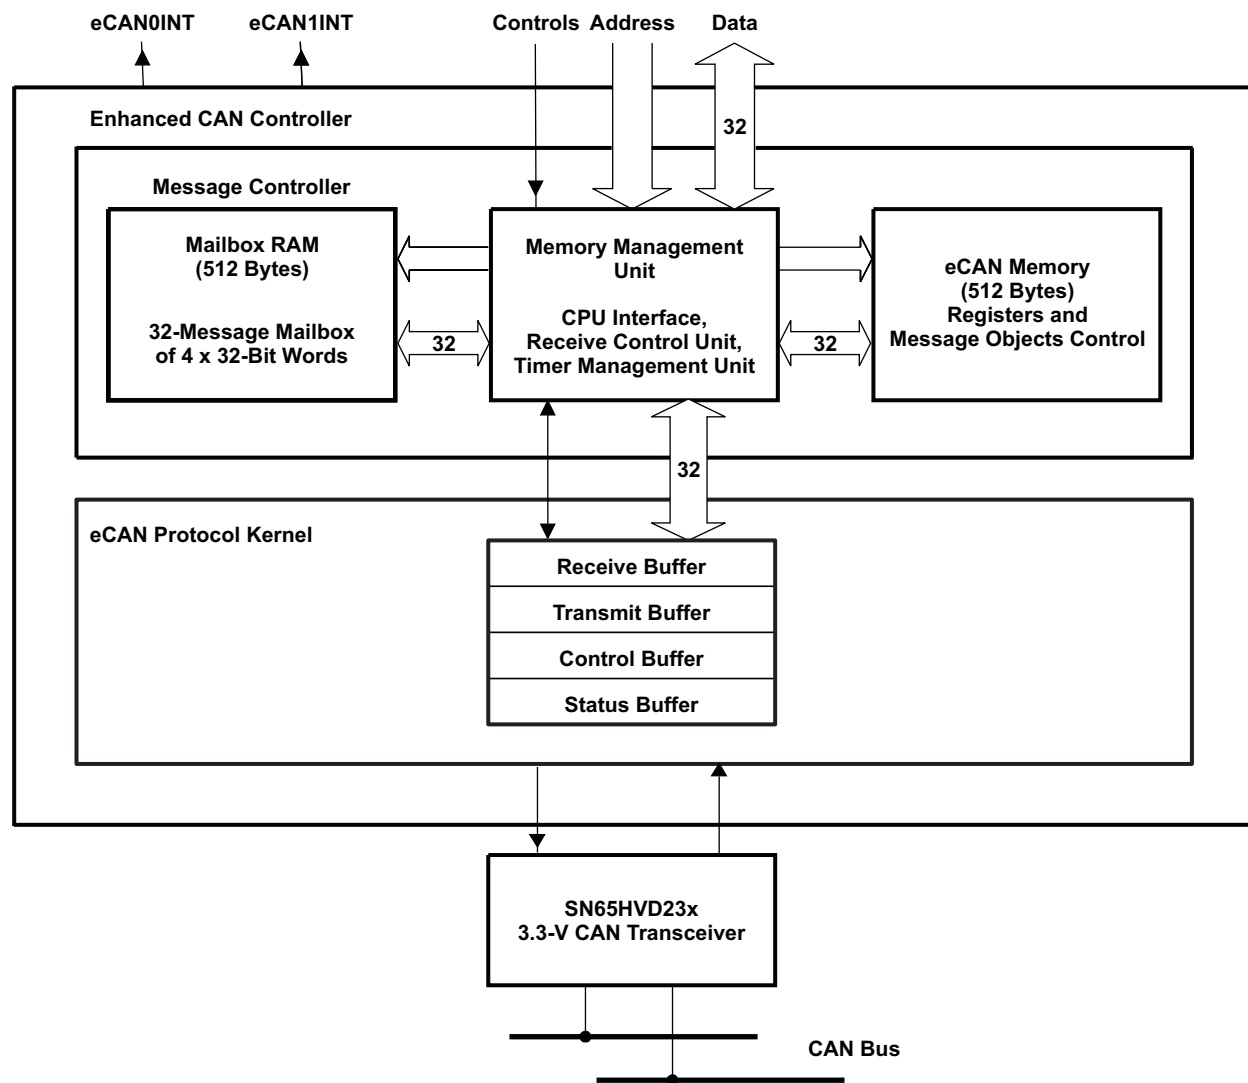 eCAN0INT
eCAN1INT
Controls
Address
Data
32
Enhanced CAN Controller
Message Controller
Mailbox RAM
(512 Bytes)
32-Message Mailbox
of 4 x 32-Bit Words
32
Memory Management
Unit
CPU Interface,
Receive Control Unit,
Timer Management Unit
32
eCAN Memory
(512 Bytes)
Registers and
Message Objects Control
32
eCAN Protocol Kernel
Receive Buffer
Transmit Buffer
Control Buffer
Status Buffer
SN65HVD23x
3.3-V CAN Transceiver
CAN Bus